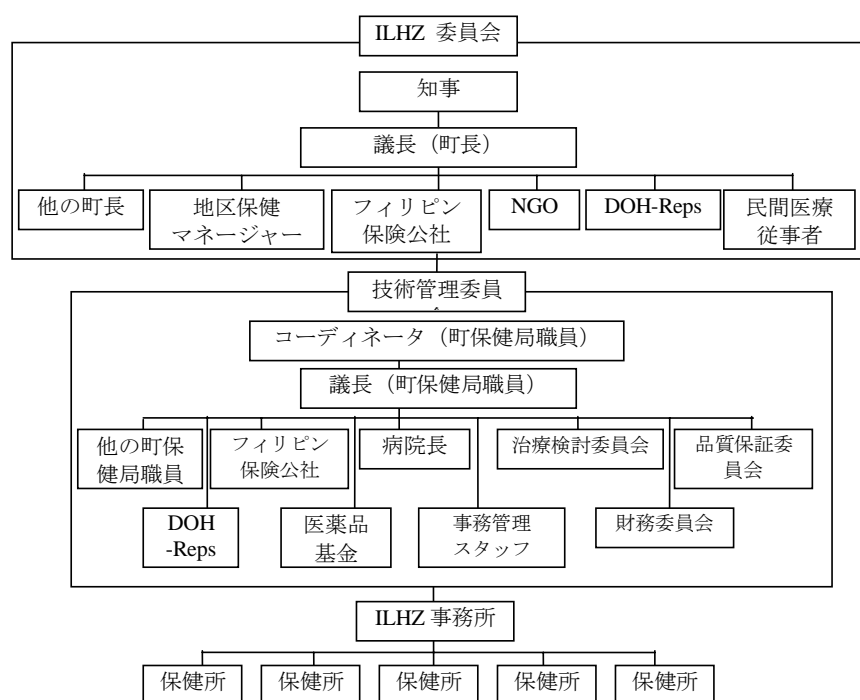 ILHZ 委員会
知事
議長（町長）
他の町長
地区保健
マネージャー
フィリピン
保険公社
NGO
DOH-Reps
民間医療
従事者
技術管理委員
コーディネータ（町保健局職員）
議長（町保健局職員）
他の町保
健局職員
フィリピン
保険公社
病院長
治療検討委員会
品質保証委
員会
DOH
-Reps
医薬品
基金
事務管理
スタッフ
財務委員会
ILHZ 事務所
保健所
保健所
保健所
保健所
保健所